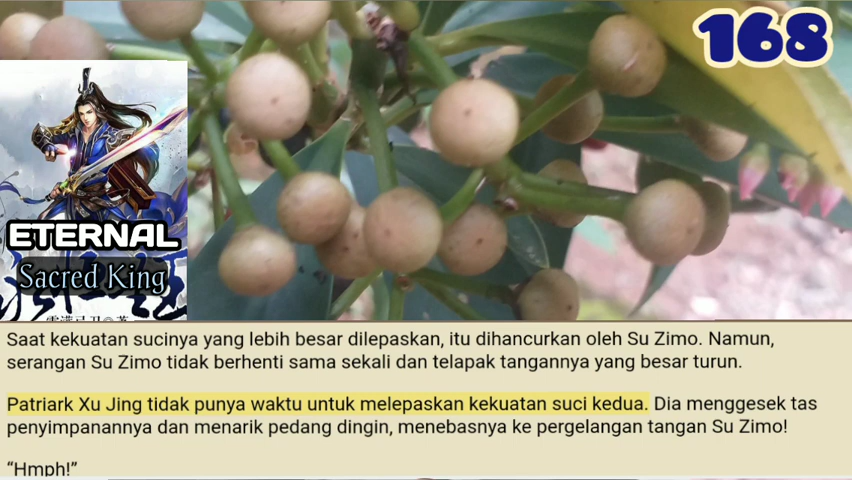 168
ETERNAL
Sacred King
Saat kekuatan sucinya yang lebih besar dilepaskan, itu dihancurkan oleh Su Zimo. Namun,
serangan Su Zimo tidak berhenti sama sekali dan telapak tangannya yang besar turun.
Patriark Xu Jing tidak punya waktu untuk melepaskan kekuatan suci kedua. Dia menggesek tas
penyimpanannya dan menarik pedang dingin, menebasnya ke pergelangan tangan Su Zimo!
“Hmph!”